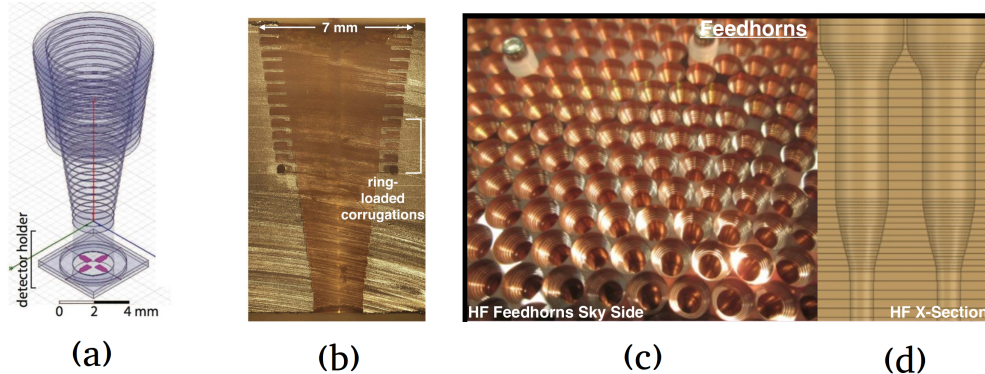 detector holder
0 2 4 mm
(a)
7 mm
ring-
loaded
corrugations
(b)
Feedhorns
HF Feedhorns Sky Side
(c)
HF X-Section
(d)